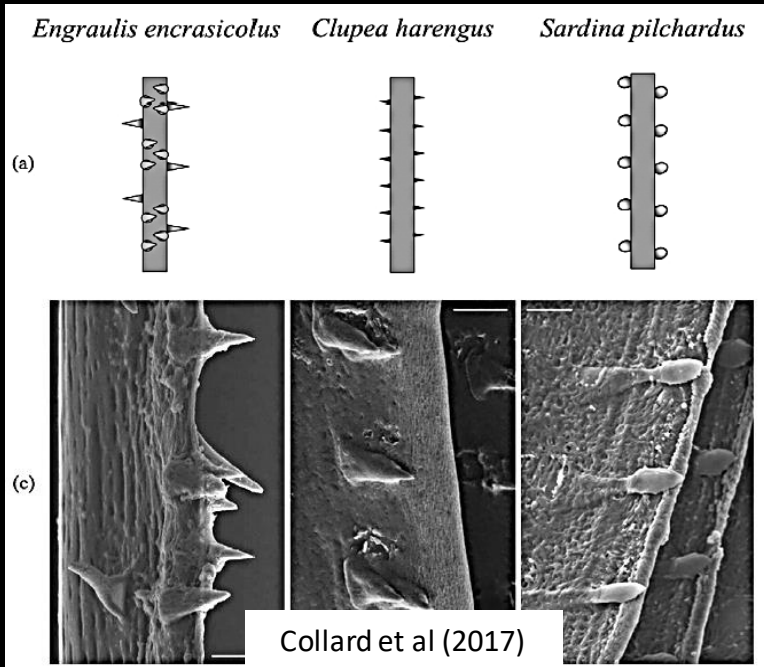 Engraulis encrasicolus Clupea harengus Sardina pilchardus
(a)
(c)
Collard et al (2017)